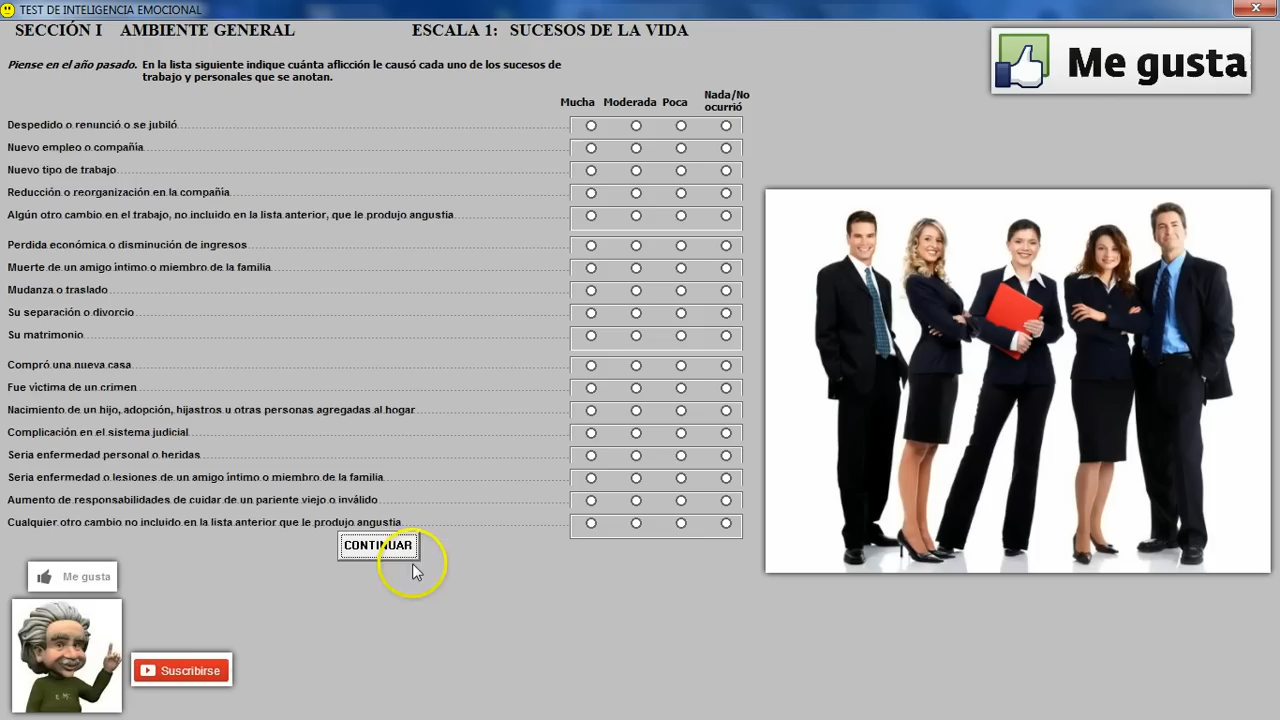 TEST DE INTELIGENCIA EMOCIONAL
SECCIÓN I AMBIENTE GENERAL ESCALA 1: SUCESOS DE LA VIDA
Me gusta
Piense en el año pasado. En la lista siguiente indique cuánta aflicción le causó cada uno de los sucesos de
trabajo y personales que se anotan.
Mucha Moderada Poca Nada/No
ocurrió
Despedido o renunció o se jubiló
Nuevo empleo o compañía
Nuevo tipo de trabajo
Reducción o reorganización en la compañía
Algún otro cambio en el trabajo, no incluido en la lista anterior, que le produjo angustia
Perdida económica o disminución de ingresos
Muerte de un amigo íntimo o miembro de la familia
Mudanza o traslado
Su separación o divorcio
Su matrimonio
Compró una nueva casa
Fue víctima de un crimen
Nacimiento de un hijo, adopción, hijastros u otras personas agregadas al hogar
Complicación en el sistema judicial
Seria enfermedad personal o heridas
Seria enfermedad o lesiones de un amigo íntimo o miembro de la familia
Aumento de responsabilidades de cuidar de un pariente viejo o inválido
Cualquier otro cambio no incluido en la lista anterior que le produjo angustia
CONTINUAR
Me gusta
Suscribirse